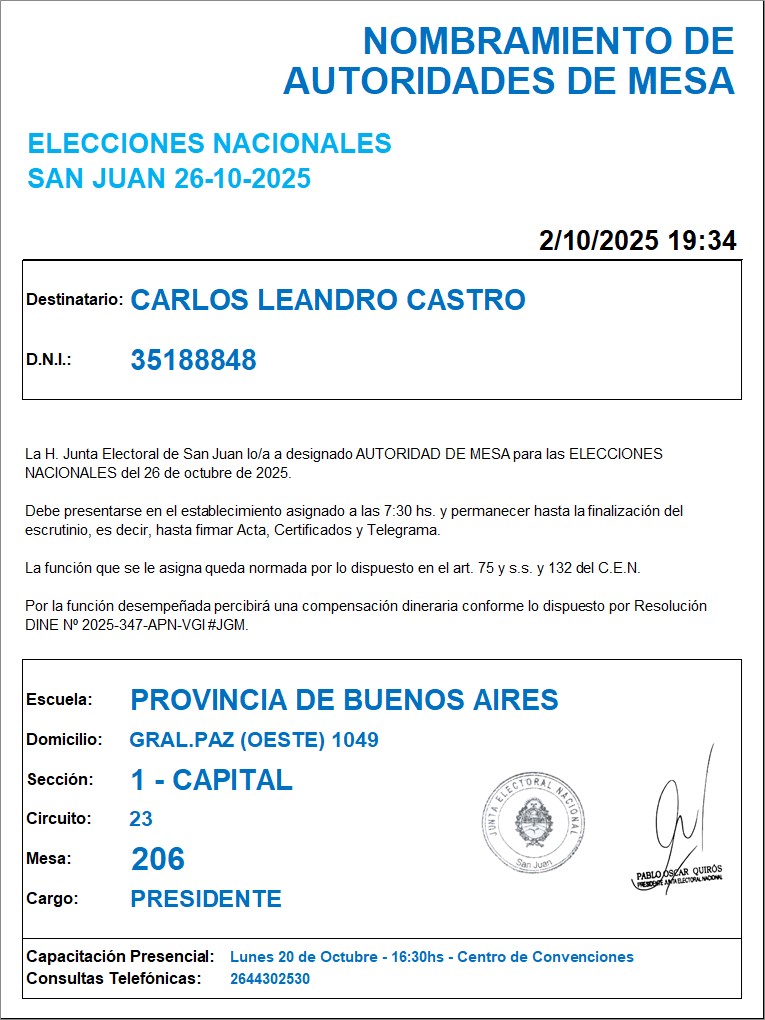 NOMBRAMIENTO DE
AUTORIDADES DE MESA
ELECCIONES NACIONALES
SAN JUAN 26-10-2025
2/10/2025 19:34
Destinatario: CARLOS LEANDRO CASTRO
D.N.I.: 35188848
La H. Junta Electoral de San Juan lo/a a designado AUTORIDAD DE MESA para las ELECCIONES
NACIONALES del 26 de octubre de 2025.
Debe presentarse en el establecimiento asignado a las 7:30 hs. y permanecer hasta la finalización del
escrutinio, es decir, hasta firmar Acta, Certificados y Telegrama.
La función que se le asigna queda normada por lo dispuesto en el art. 75 y s.s. y 132 del C.E.N.
Por la función desempeñada percibirá una compensación dineraria conforme lo dispuesto por Resolución
DINE Nº 2025-347-APN-VGI#JGM.
Escuela: PROVINCIA DE BUENOS AIRES
Domicilio: GRAL.PAZ (OESTE) 1049
Sección: 1 - CAPITAL
Circuito: 23
Mesa: 206
Cargo: PRESIDENTE
JUNTA ELECTORAL NACIONAL
San Juan
PABLO OSCAR QUIRÓS
PRESIDENTE JUNTA ELECTORAL NACIONAL
Capacitación Presencial: Lunes 20 de Octubre - 16:30hs - Centro de Convenciones
Consultas Telefónicas: 2644302530